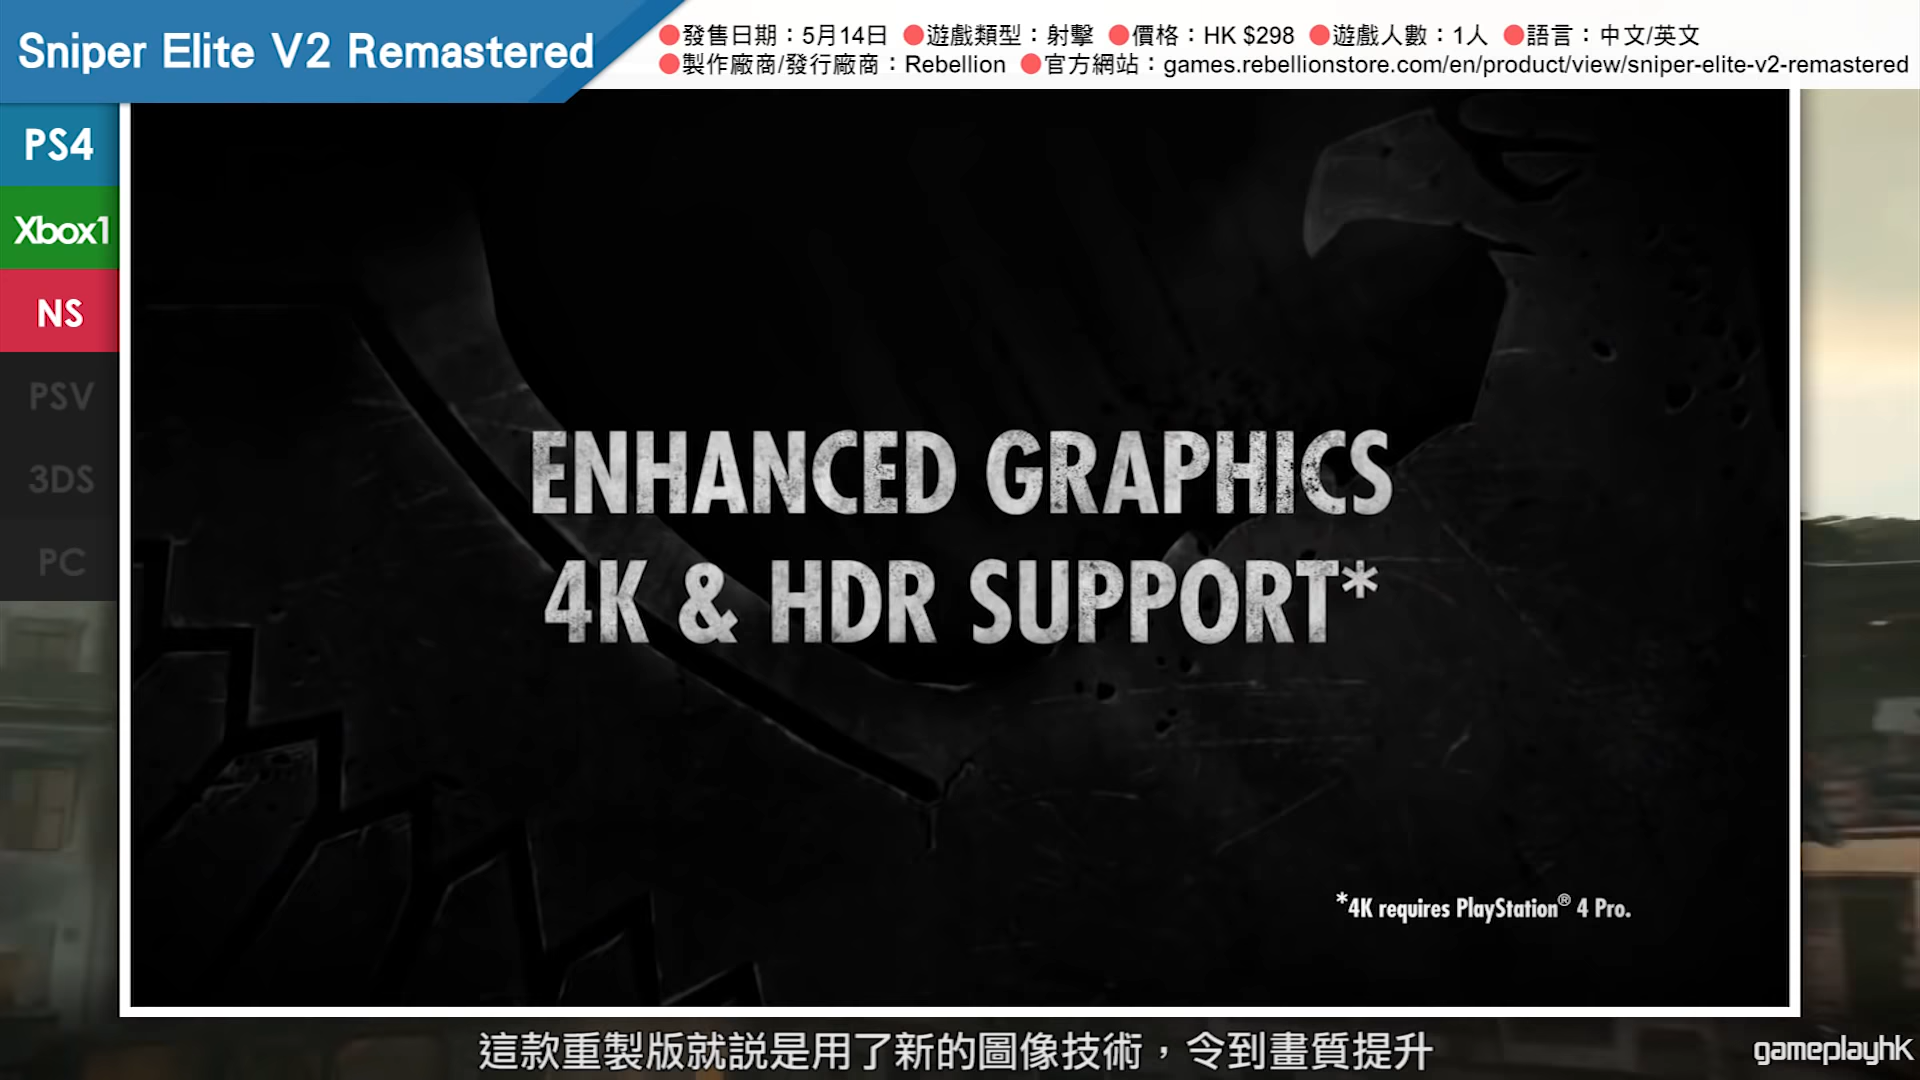 Sniper Elite V2 Remastered
●發售日期：5月14日 ●遊戲類型：射擊 ●價格：HK $298 ●遊戲人數：1人 ●語言：中文/英文
●製作廠商/發行廠商：Rebellion ●官方網站：games.rebellionstore.com/en/product/view/sniper-elite-v2-remastered
PS4
Xbox1
NS
PSV
3DS
PC
ENHANCED GRAPHICS
4K & HDR SUPPORT*
*4K requires PlayStation® 4 Pro.
這款重製版就説是用了新的圖像技術，令到畫質提升
gameplayhk